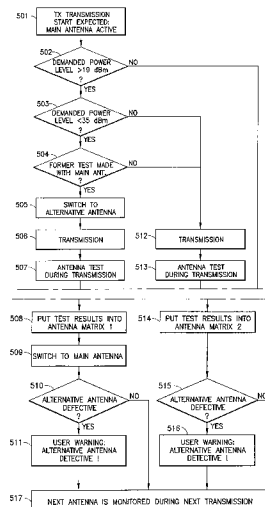 501
TX TRANSMISSION
START EXPECTED:
MAIN ANTENNA ACTIVE
502
DEMANDED POWER
LEVEL >19 dBm
?
NO
YES
503
DEMANDED POWER
LEVEL <35 dBm
?
NO
YES
504
FORMER TEST MADE
WITH MAIN ANT.
?
NO
YES
505
SWITCH TO
ALTERNATIVE ANTENNA
506
TRANSMISSION
512
TRANSMISSION
507
ANTENNA TEST
DURING TRANSMISSION
513
ANTENNA TEST
DURING TRANSMISSION
508
PUT TEST RESULTS INTO
ANTENNA MATRIX 1
514
PUT TEST RESULTS INTO
ANTENNA MATRIX 2
509
SWITCH TO MAIN ANTENNA
510
ALTERNATIVE ANTENNA
DEFECTIVE
?
NO
YES
515
ALTERNATIVE ANTENNA
DEFECTIVE
?
NO
YES
511
USER WARNING:
ALTERNATIVE ANTENNA
DETECTIVE !
516
USER WARNING:
ALTERNATIVE ANTENNA
DETECTIVE !
517
NEXT ANTENNA IS MONITORED DURING NEXT TRANSMISSION